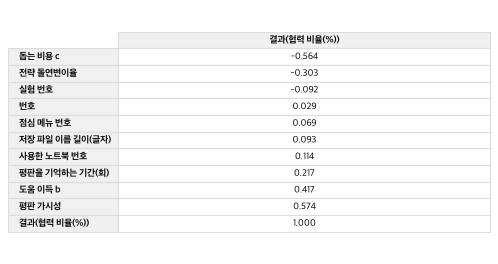 결과(협력 비율(%))
돕는 비용 c -0.564
전략 돌연변이율 -0.303
실험 번호 -0.092
번호 0.029
점심 메뉴 번호 0.069
저장 파일 이름 길이(글자) 0.093
사용한 노트북 번호 0.114
평판을 기억하는 기간(회) 0.217
도움 이득 b 0.417
평판 가시성 0.574
결과(협력 비율(%)) 1.000